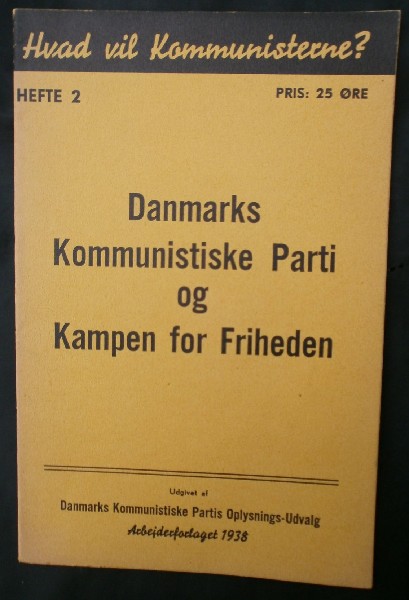 Hvad vil Kommunisterne?
HEFTE 2 PRIS: 25 ØRE
Danmarks
Kommunistiske Parti
og
Kampen for Friheden
Udgivet af
Danmarks Kommunistiske Partis Oplysnings-Udvalg
Arbejderforlaget 1938